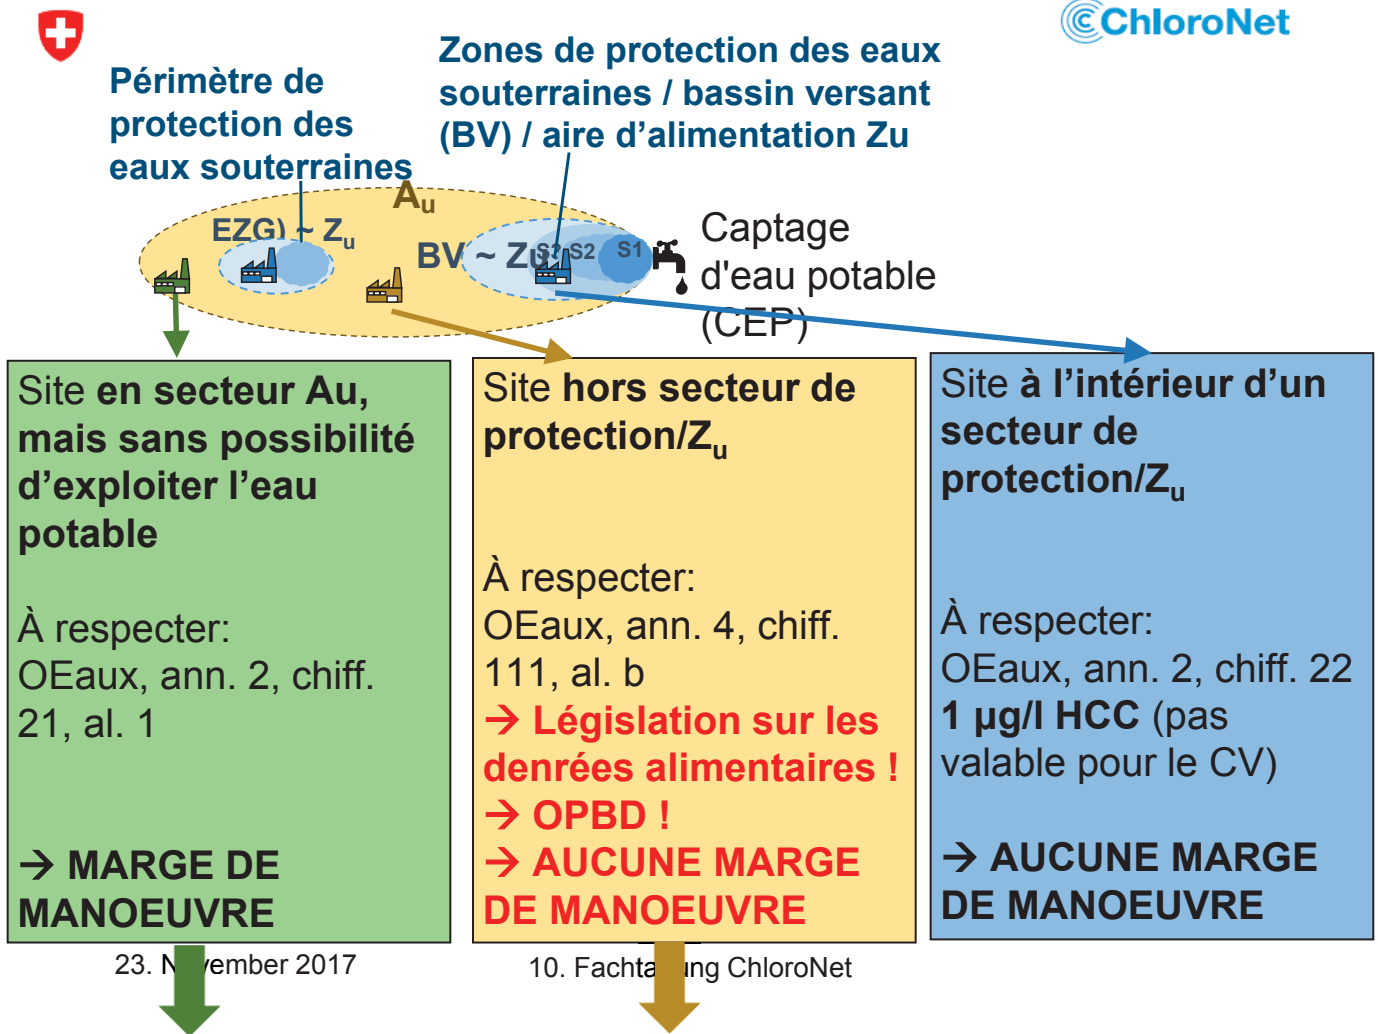 ChloroNet
Périmètre de
protection des
eaux souterraines
Zones de protection des eaux
souterraines / bassin versant
(BV) / aire d'alimentation Zu
Au
EZG) ~ Zu
BV ~ Zu
S2
S1
Captage
d'eau potable
(CEP)
Site en secteur Au,
mais sans possibilité
d'exploiter l'eau
potable
À respecter:
OEaux, ann. 2, chiff.
21, al. 1
→ MARGE DE
MANOEUVRE
Site hors secteur de
protection/Zu
À respecter:
OEaux, ann. 4, chiff.
111, al. b
→ Législation sur les
denrées alimentaires !
→ OPBD !
→ AUCUNE MARGE
DE MANOEUVRE
Site à l'intérieur d'un
secteur de
protection/Zu
À respecter:
OEaux, ann. 2, chiff. 22
1 µg/l HCC (pas
valable pour le CV)
→ AUCUNE MARGE
DE MANOEUVRE
23. November 2017
10. Fachtagung ChloroNet